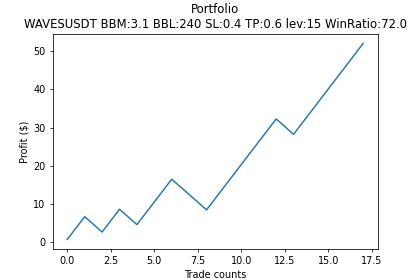 Portfolio
WAVESUSDT BBM:3.1 BBL:240 SL:0.4 TP:0.6 lev:15 WinRatio:72.0
Profit ($)
50
40
30
20
10
0
0.0 2.5 5.0 7.5 10.0 12.5 15.0 17.5
Trade counts